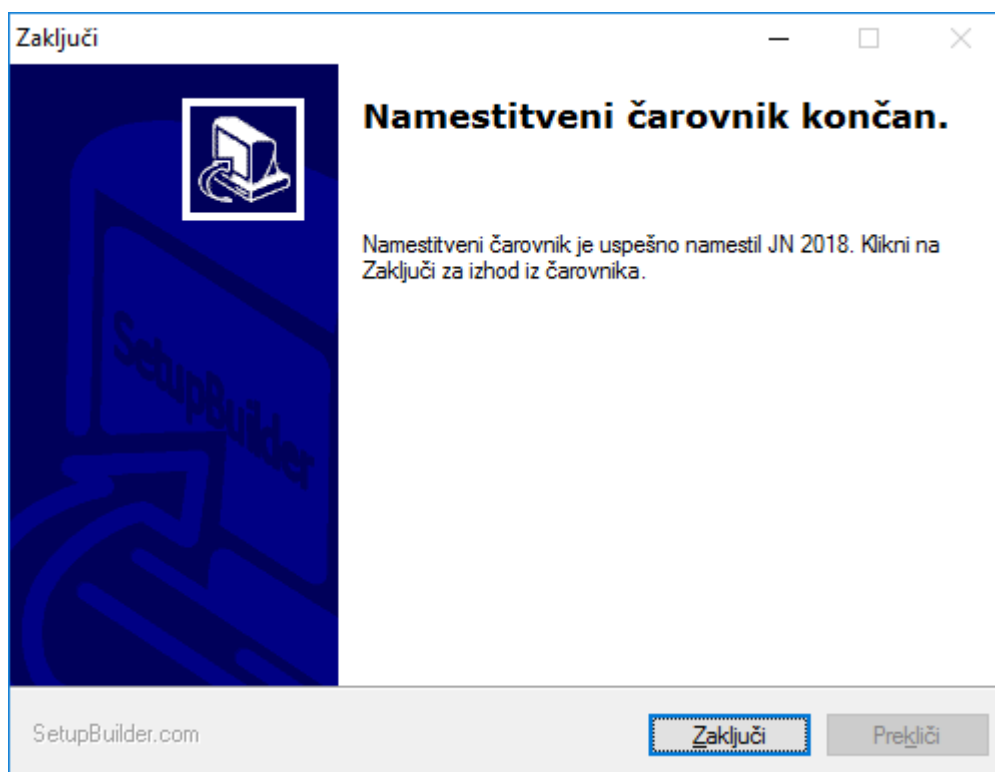 Zaključi
Namestitveni čarovnik končan.
Namestitveni čarovnik je uspešno namestil JN 2018. Klikni na
Zaključi za izhod iz čarovnika.
SetupBuilder
SetupBuilder.com
Zaključi
Prekliči